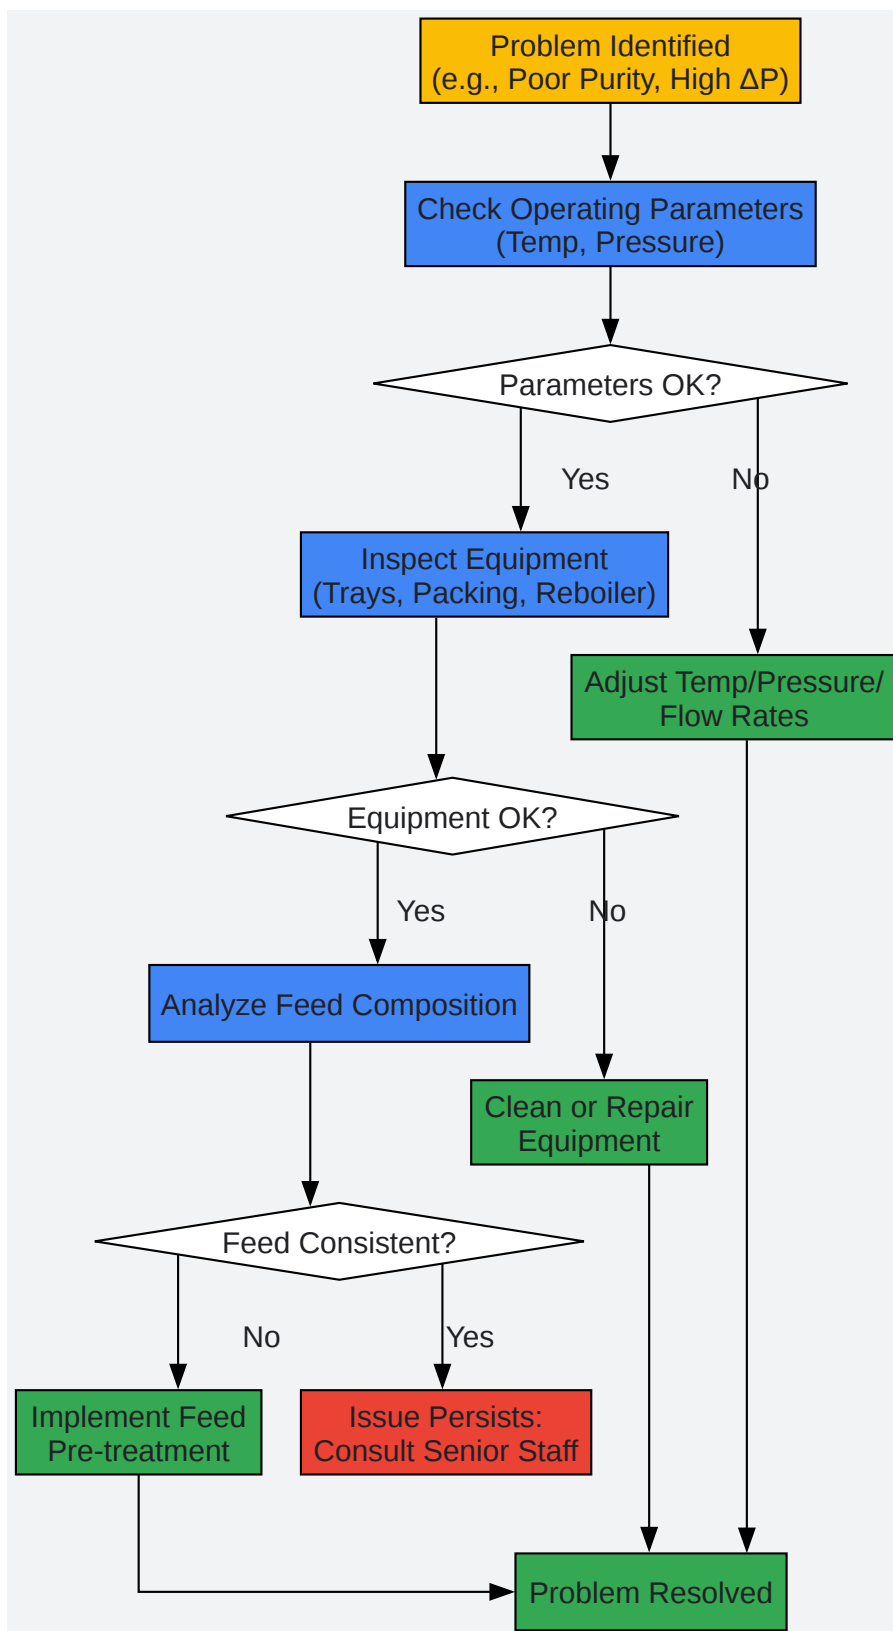 Problem Identified
(e.g., Poor Purity, High ΔP)
Check Operating Parameters
(Temp, Pressure)
Parameters OK?
Yes
No
Inspect Equipment
(Trays, Packing, Reboiler)
Adjust Temp/Pressure/
Flow Rates
Equipment OK?
Yes
No
Analyze Feed Composition
Clean or Repair
Equipment
Feed Consistent?
No
Yes
Implement Feed
Pre-treatment
Issue Persists:
Consult Senior Staff
Problem Resolved